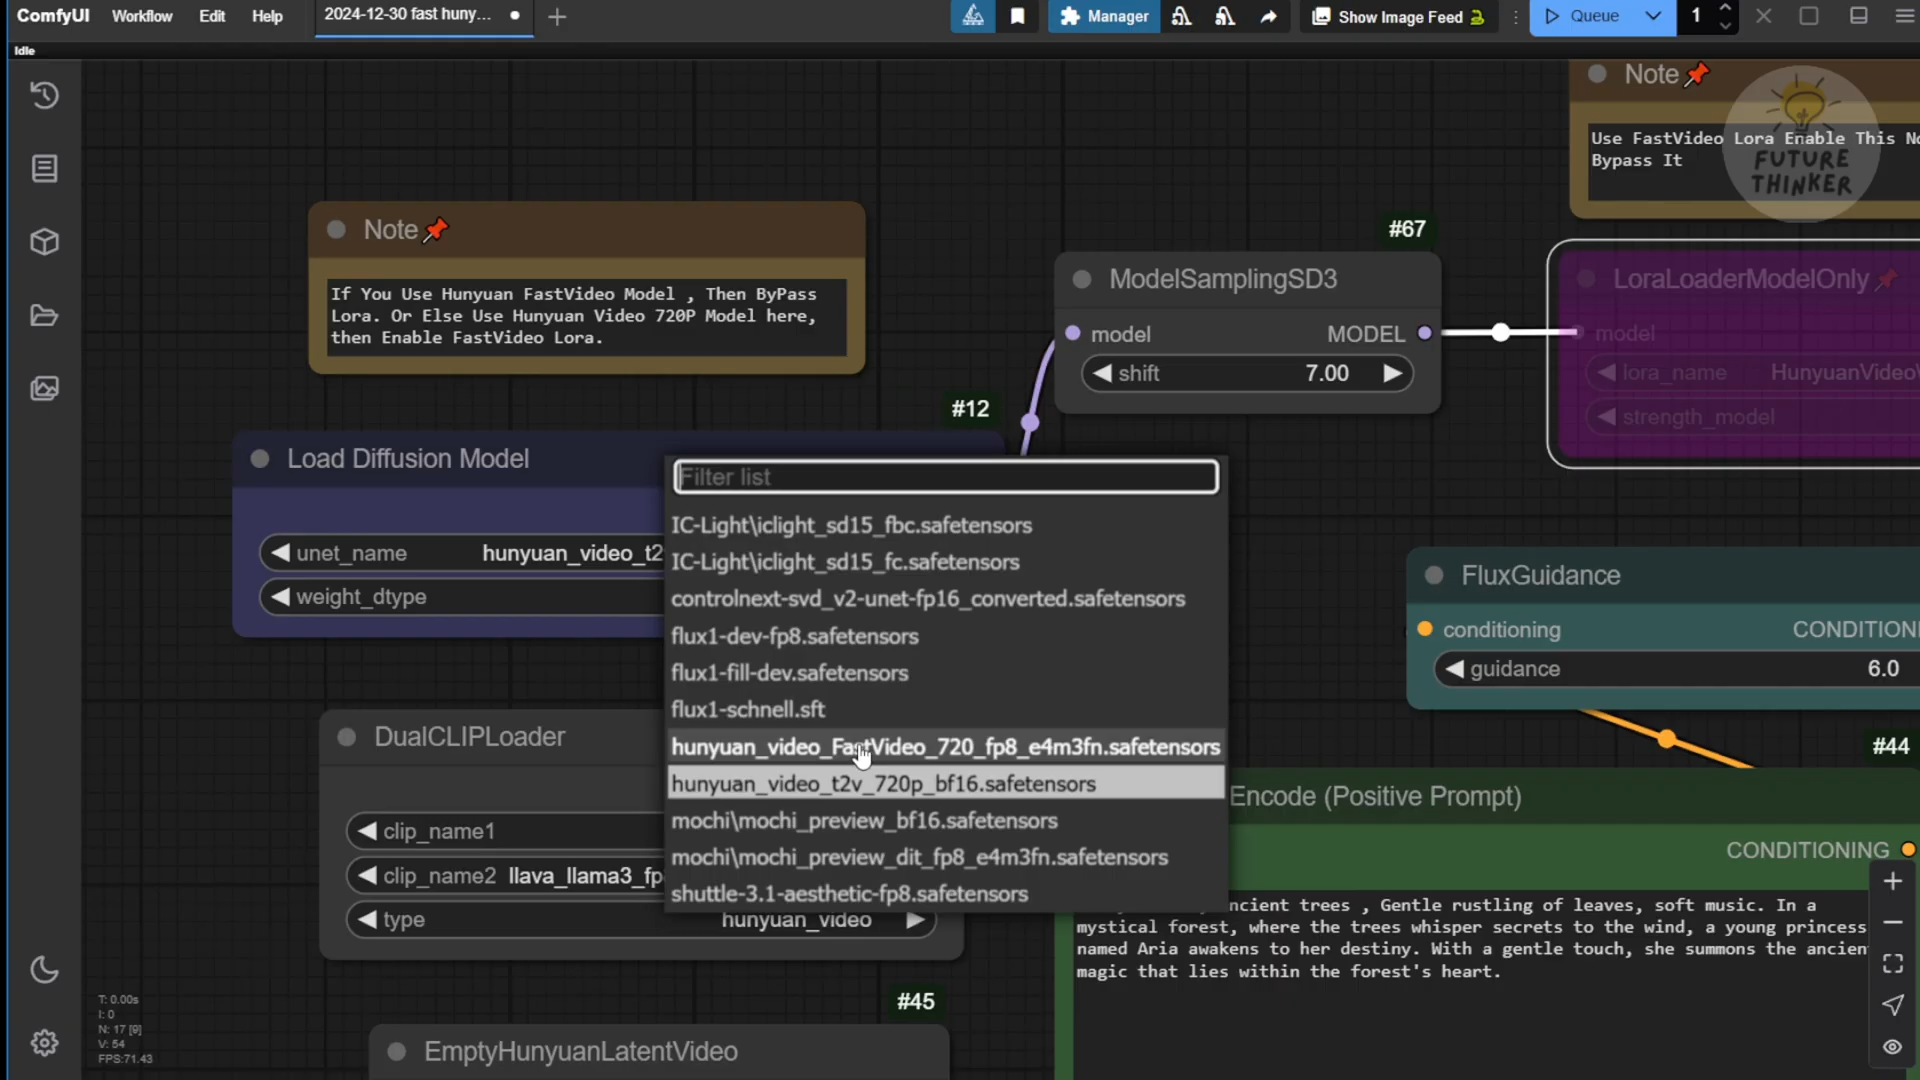 ComfyUI
Workflow
Edit
Help
2024-12-30 fast huny...
Manager
Show Image Feed
Queue
1
Idle
Note
Use FastVideo Lora Enable This No
Bypass It
FUTURE
THINKER
Note
If You Use Hunyuan FastVideo Model , Then ByPass
Lora. Or Else Use Hunyuan Video 720P Model here,
then Enable FastVideo Lora.
#67
ModelSamplingSD3
model
MODEL
shift
7.00
LoraLoaderModelOnly
model
lora_name
HunyuanVideo\
strength_model
#12
Load Diffusion Model
unet_name
hunyuan_video_t2
weight_dtype
Filter list
IC-Light\iclight_sd15_fbc.safetensors
IC-Light\iclight_sd15_fc.safetensors
controlnext-svd_v2-unet-fp16_converted.safetensors
flux1-dev-fp8.safetensors
flux1-fill-dev.safetensors
flux1-schnell.sft
hunyuan_video_FastVideo_720_fp8_e4m3fn.safetensors
hunyuan_video_t2v_720p_bf16.safetensors
mochi\mochi_preview_bf16.safetensors
mochi\mochi_preview_dit_fp8_e4m3fn.safetensors
shuttle-3.1-aesthetic-fp8.safetensors
FluxGuidance
conditioning
CONDITIONI
guidance
6.0
DualCLIPLoader
clip_name1
clip_name2
llava_llama3_fp
type
hunyuan_video
#44
Encode (Positive Prompt)
CONDITIONING
ncient trees , Gentle rustling of leaves, soft music. In a
mystical forest, where the trees whisper secrets to the wind, a young princess
named Aria awakens to her destiny. With a gentle touch, she summons the ancien
magic that lies within the forest's heart.
#45
EmptyHunyuanLatentVideo
T: 0.00s
I: 0
N: 17 [9]
V: 54
FPS:71.43